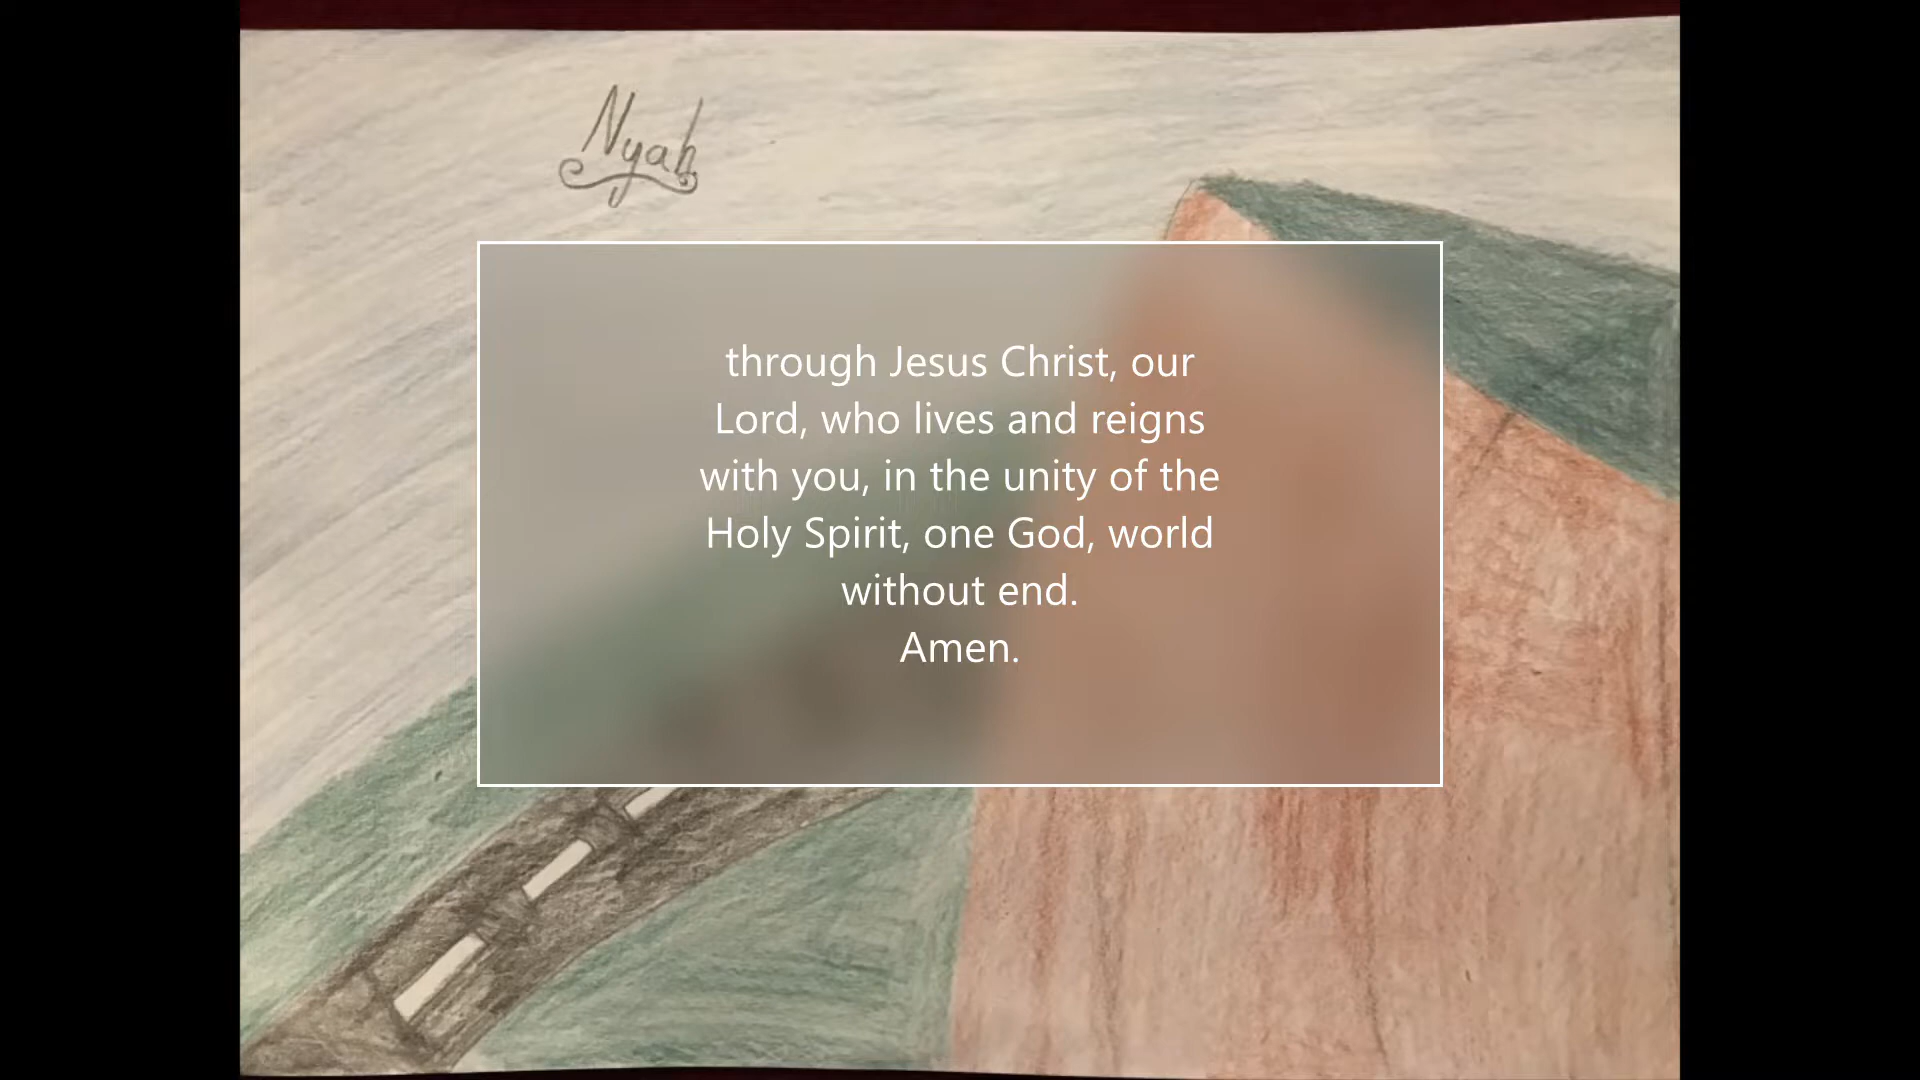 Nyah
through Jesus Christ, our
Lord, who lives and reigns
with you, in the unity of the
Holy Spirit, one God, world
without end.
Amen.